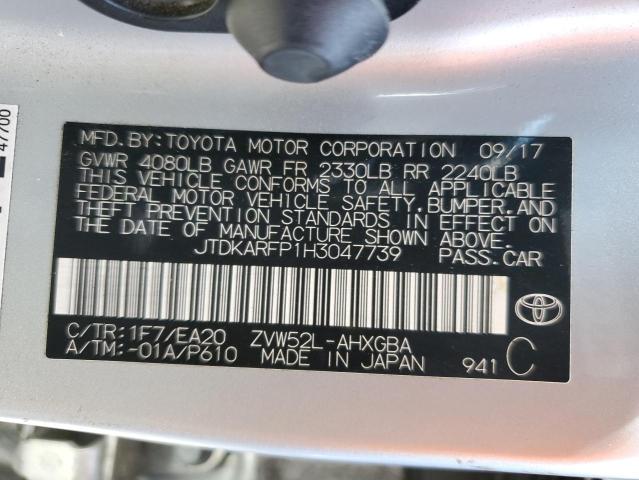 47700
MFD.BY:TOYOTA MOTOR CORPORATION 09/17
GVWR 4080LB GAWR FR 2330LB RR 2240LB
THIS VEHICLE CONFORMS TO ALL APPLICABLE
FEDERAL MOTOR VEHICLE SAFETY, BUMPER, AND
THEFT PREVENTION STANDARDS IN EFFECT ON
THE DATE OF MANUFACTURE SHOWN ABOVE.
JTDKARFP1H3047739 PASS.CAR
C/TR:1F7/EA20 ZVW52L-AHXGBA
A/TM:-01A/P610 MADE IN JAPAN 941 C